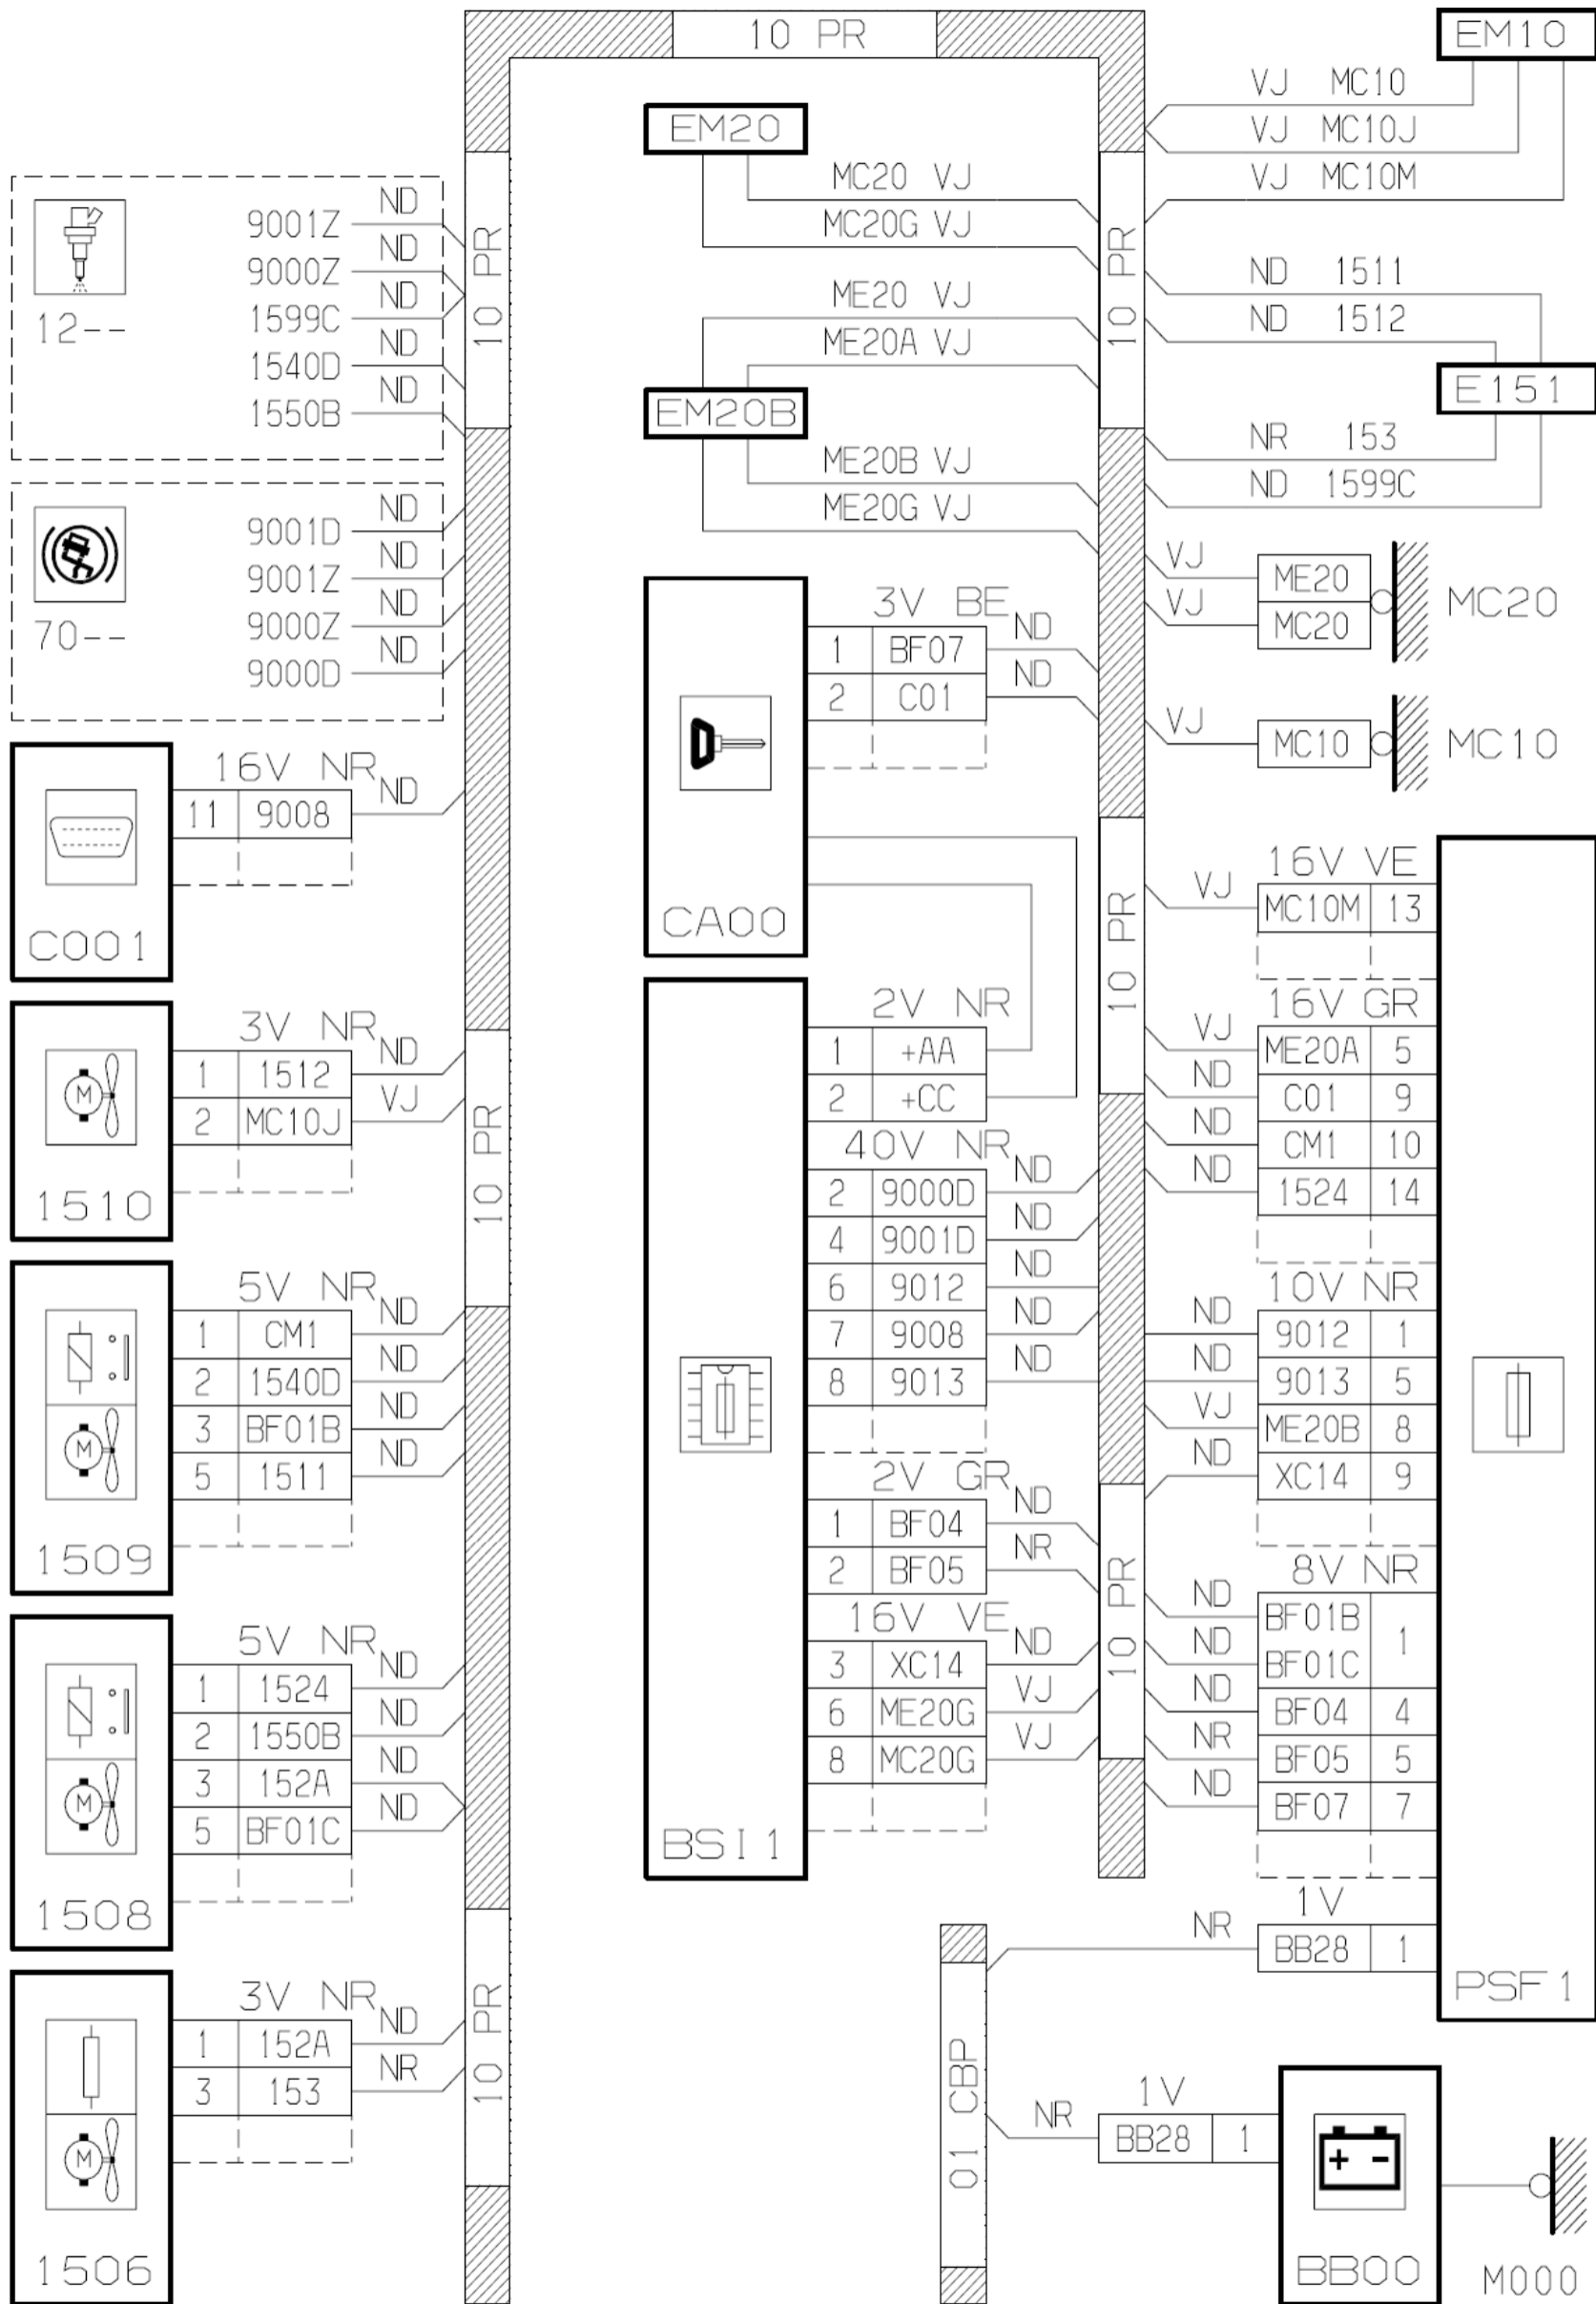 10 PR
EM10
VJ MC10
VJ MC10J
VJ MC10M
EM20
MC20 VJ
MC20G VJ
ME20 VJ
ME20A VJ
EM20B
ME20B VJ
ME20G VJ
10 PR
10 PR
ND 1511
ND 1512
E151
NR 153
ND 1599C
9001Z ND
9000Z ND
1599C ND
1540D ND
1550B ND
12--
9001D ND
9001Z ND
9000Z ND
9000D ND
70--
VJ ME20
VJ MC20
MC20
VJ MC10
MC10
3V BE
1 BF07 ND
2 C01 ND
CA00
16V NR
11 9008 ND
C001
3V NR
1 1512 ND
2 MC10J VJ
1510
10 PR
5V NR
1 CM1 ND
2 1540D ND
3 BF01B ND
5 1511 ND
1509
5V NR
1 1524 ND
2 1550B ND
3 152A ND
5 BF01C ND
1508
3V NR
1 152A ND
3 153 NR
1506
10 PR
2V NR
1 +AA
2 +CC
40V NR
2 9000D ND
4 9001D ND
6 9012 ND
7 9008 ND
8 9013 ND
2V GR
1 BF04 ND
2 BF05 NR
16V VE
3 XC14 ND
6 ME20G VJ
8 MC20G VJ
BSI1
10 PR
10 PR
16V VE
VJ MC10M 13
16V GR
VJ ME20A 5
ND C01 9
ND CM1 10
ND 1524 14
10V NR
ND 9012 1
ND 9013 5
VJ ME20B 8
ND XC14 9
8V NR
ND BF01B
1
ND BF01C
ND BF04 4
NR BF05 5
ND BF07 7
1V
NR BB28 1
PSF1
01 CBP
1V
NR BB28 1
+ -
BB00
M000
M
M
M
M